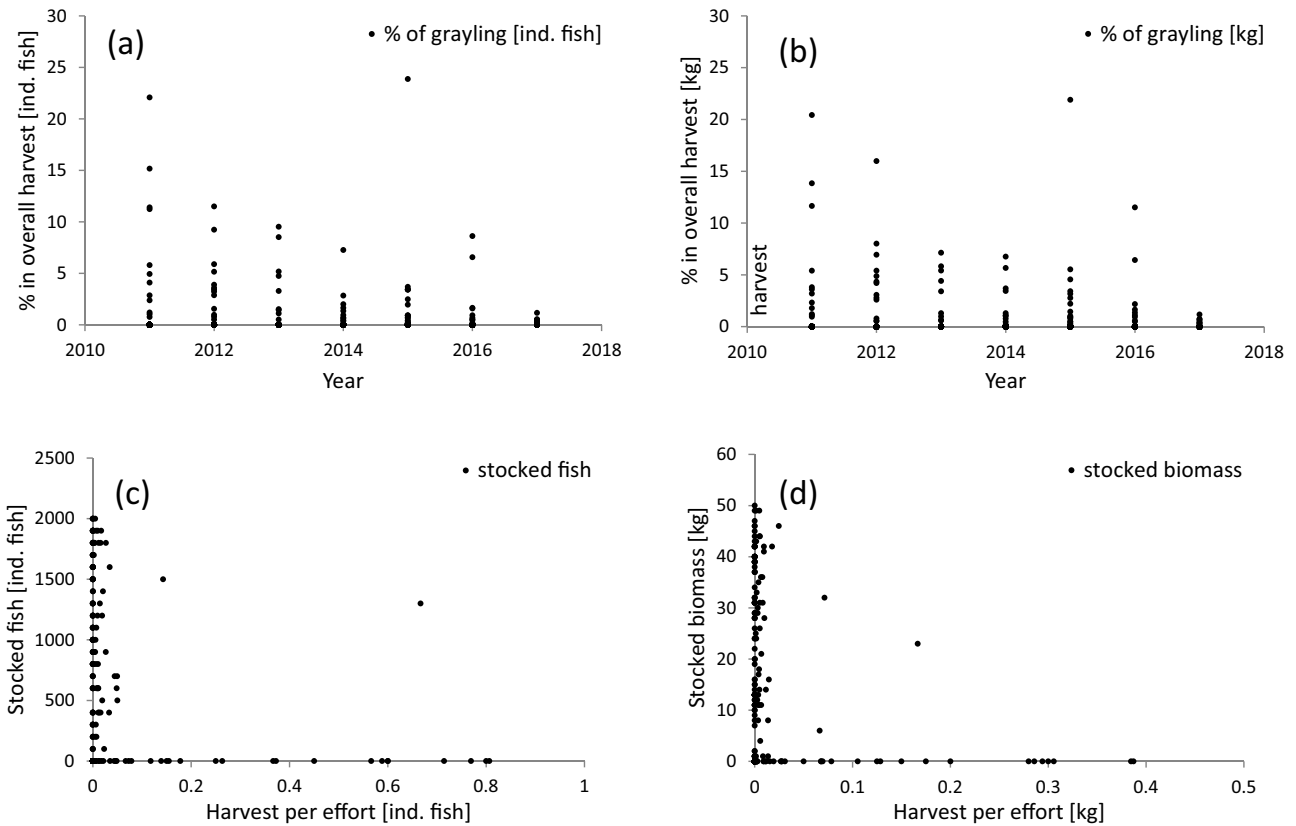 (a)
% of grayling [ind. fish]
% in overall harvest [ind. fish]
30
25
20
15
10
5
0
2010 2012 2014 2016 2018
Year
(b)
% of grayling [kg]
% in overall harvest [kg]
harvest
30
25
20
15
10
5
0
2010 2012 2014 2016 2018
Year
(c)
stocked fish
Stocked fish [ind. fish]
2500
2000
1500
1000
500
0
0 0.2 0.4 0.6 0.8 1
Harvest per effort [ind. fish]
(d)
stocked biomass
Stocked biomass [kg]
60
50
40
30
20
10
0
0 0.1 0.2 0.3 0.4 0.5
Harvest per effort [kg]